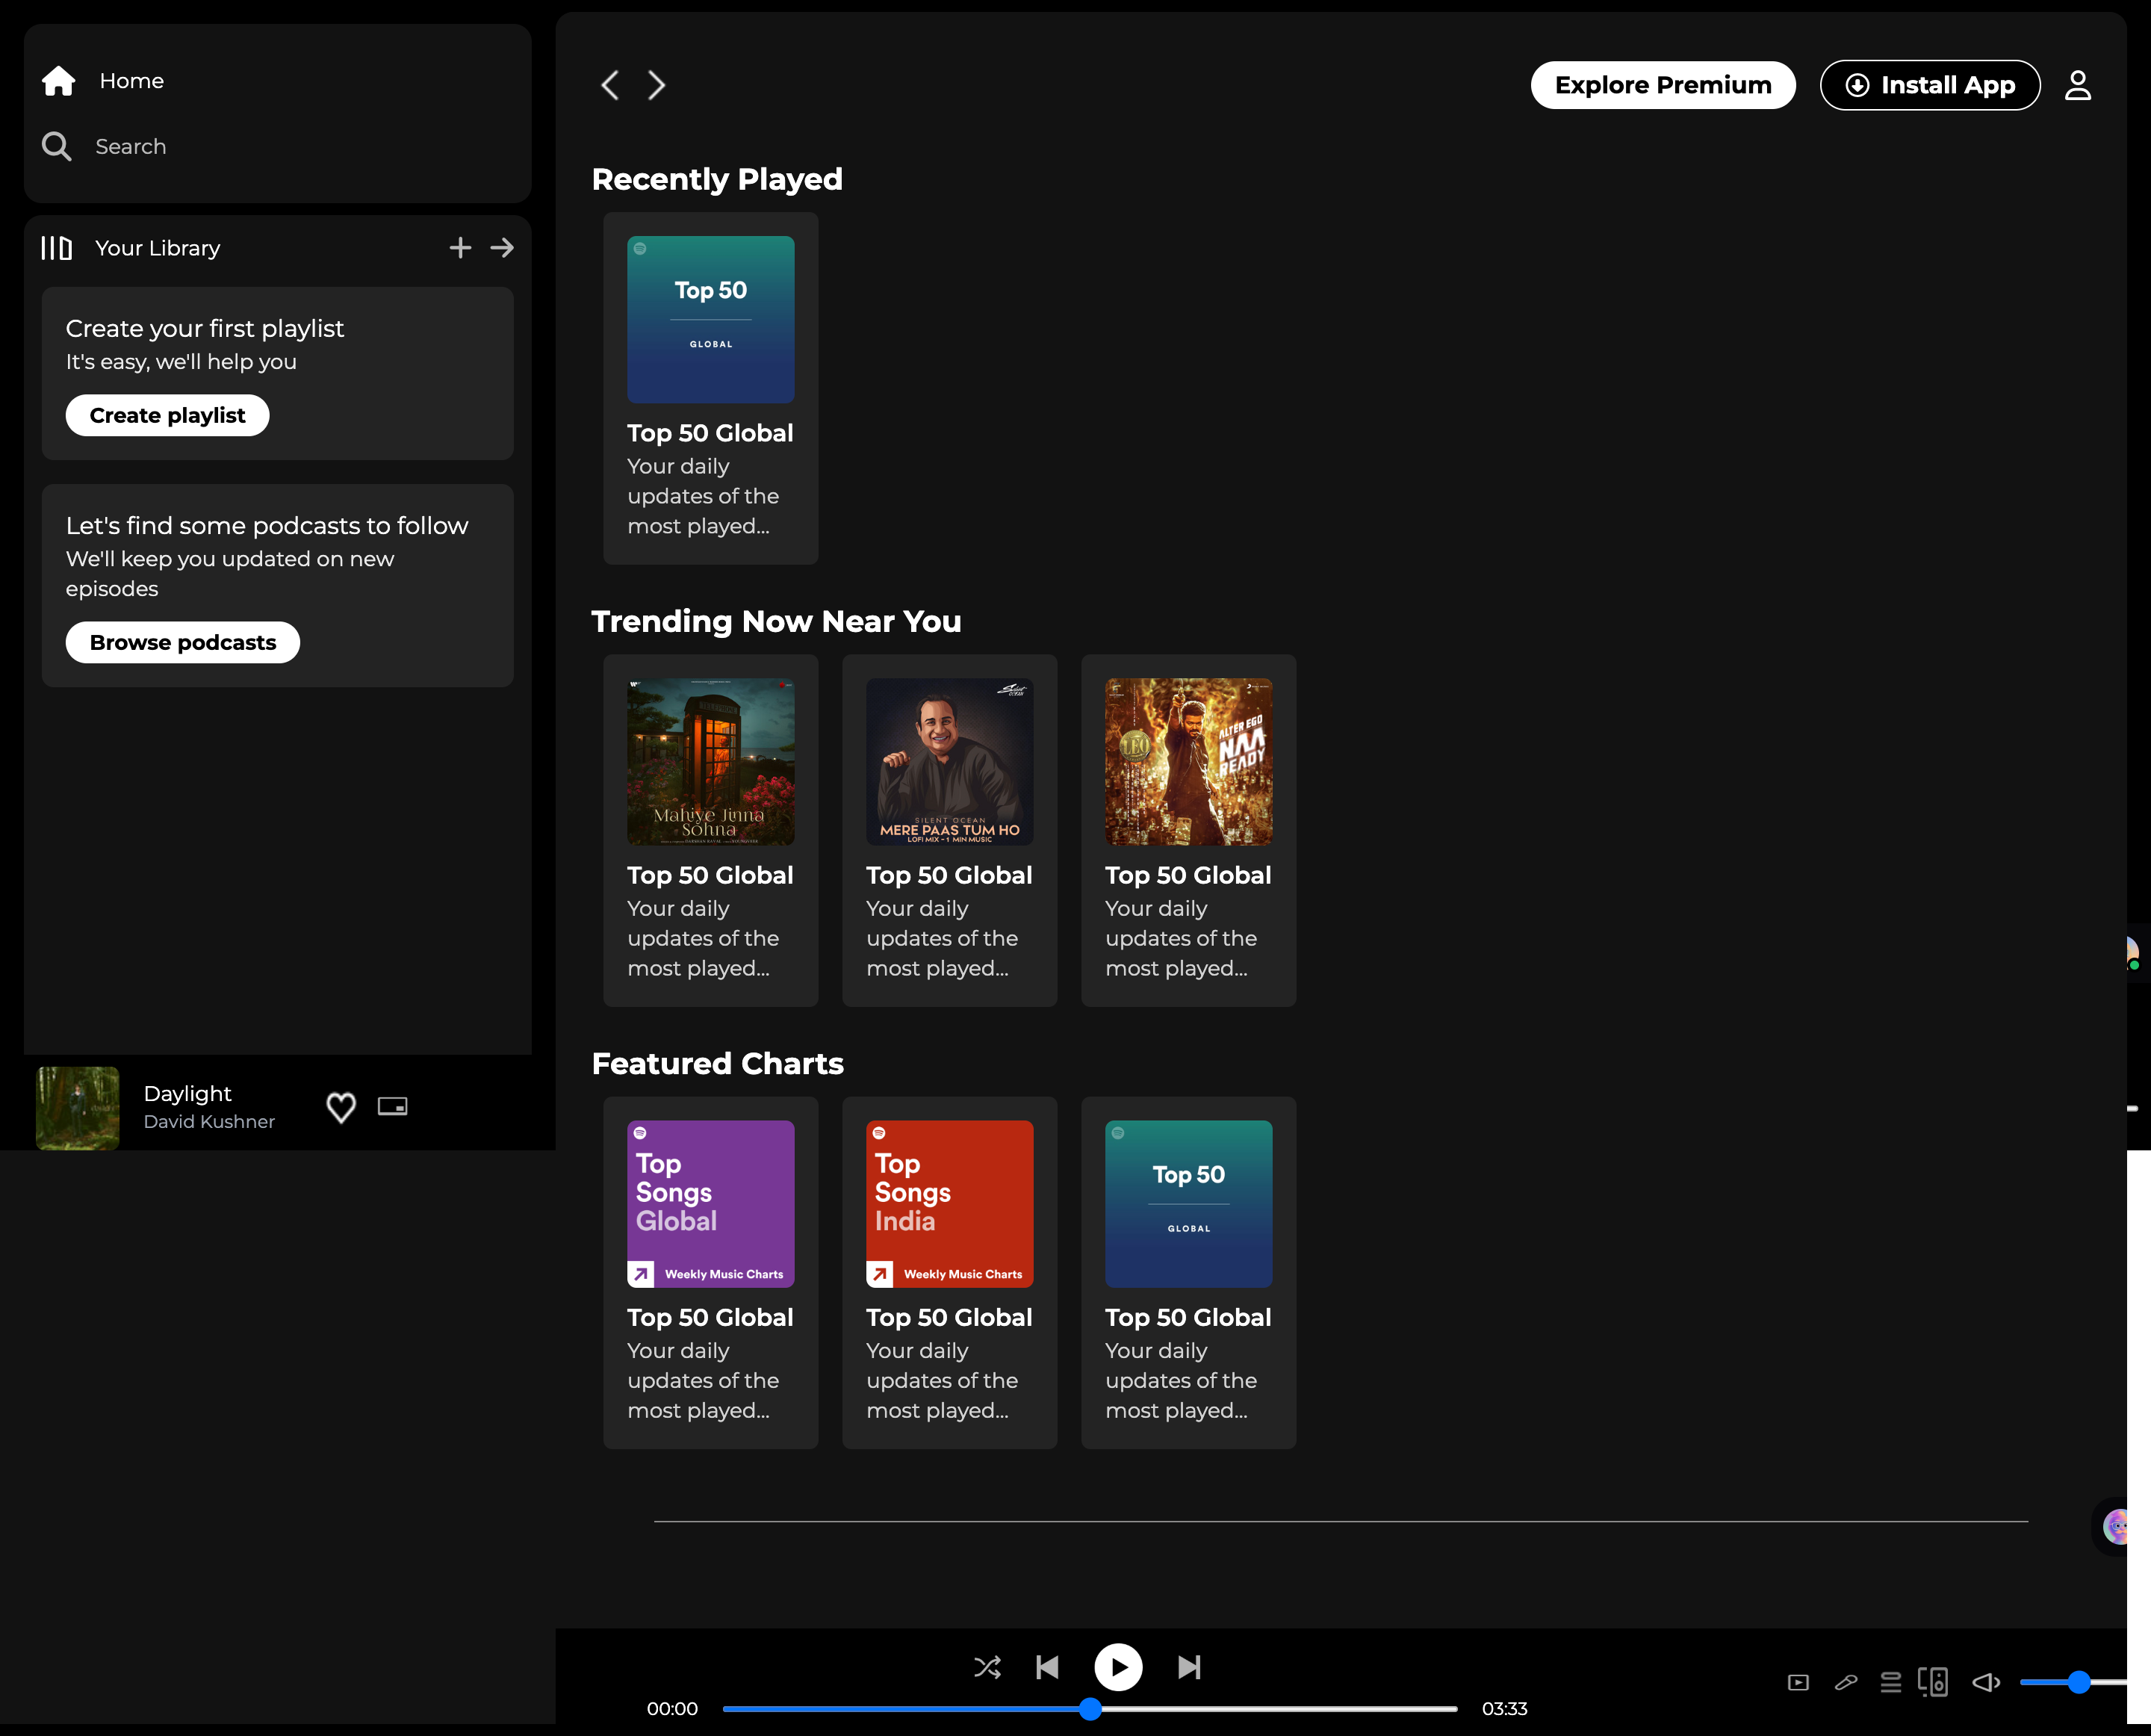 Home
Search
Your Library
Create your first playlist
It's easy, we'll help you
Create playlist
Let's find some podcasts to follow
We'll keep you updated on new
episodes
Browse podcasts
Daylight
David Kushner
Explore Premium
Install App
Recently Played
Top 50
GLOBAL
Top 50 Global
Your daily
updates of the
most played...
Trending Now Near You
TELEPHONE
Mahiye Jinna
Sohna
Top 50 Global
Your daily
updates of the
most played...
Silent
OCEAN
SILENT OCEAN
MERE PAAS TUM HO
LOFI MIX - 1 MIN MUSIC
Top 50 Global
Your daily
updates of the
most played...
LEO
ALTER EGO
NAA
READY
Top 50 Global
Your daily
updates of the
most played...
Featured Charts
Top
Songs
Global
Weekly Music Charts
Top 50 Global
Your daily
updates of the
most played...
Top
Songs
India
Weekly Music Charts
Top 50 Global
Your daily
updates of the
most played...
Top 50
GLOBAL
Top 50 Global
Your daily
updates of the
most played...
00:00
03:33